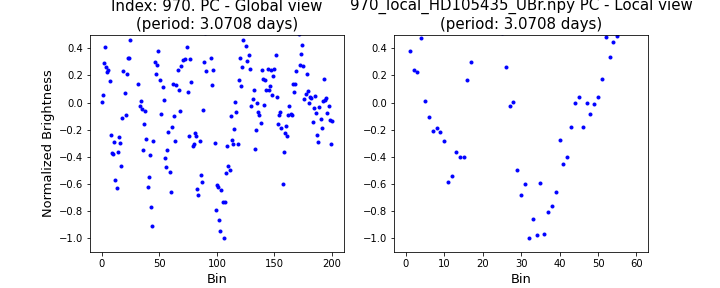 Index: 970. PC - Global view
(period: 3.0708 days)
970_local_HD105435_UBr.npy PC - Local view
(period: 3.0708 days)
Normalized Brightness
0.4
0.2
0.0
−0.2
−0.4
−0.6
−0.8
−1.0
0 50 100 150 200
Bin
0.4
0.2
0.0
−0.2
−0.4
−0.6
−0.8
−1.0
0 10 20 30 40 50 60
Bin